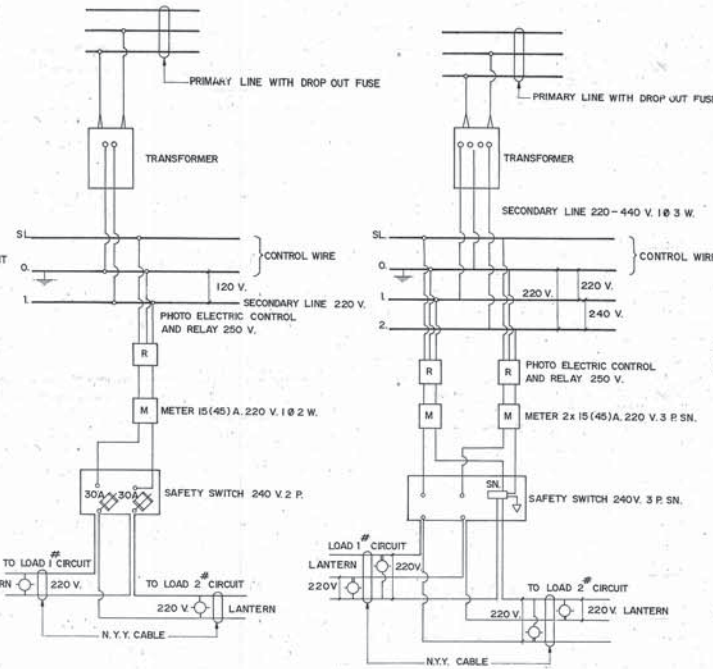 PRIMARY LINE WITH DROP OUT FUSE
TRANSFORMER
SL
O.
1.
CONTROL WIRE
120 V.
SECONDARY LINE 220 V.
PHOTO ELECTRIC CONTROL
AND RELAY 250 V.
R
M
METER 15(45) A. 220 V. 1 Ø 2 W.
30A
30A
SAFETY SWITCH 240 V. 2 P.
TO LOAD 1 # CIRCUIT
220 V.
TO LOAD 2 # CIRCUIT
220 V.
LANTERN
N.Y.Y. CABLE
PRIMARY LINE WITH DROP OUT FUSE
TRANSFORMER
SECONDARY LINE 220-440 V. 1 Ø 3 W.
SL
O.
1.
2.
CONTROL WIRE
220 V.
220 V.
240 V.
PHOTO ELECTRIC CONTROL
AND RELAY 250 V.
R
R
M
M
METER 2x 15 (45) A. 220 V. 3 P. SN.
SN.
SAFETY SWITCH 240V. 3 P. SN.
LOAD 1 # CIRCUIT
LANTERN
220V
220V.
TO LOAD 2 # CIRCUIT
220V.
220 V. LANTERN
N.Y.Y. CABLE